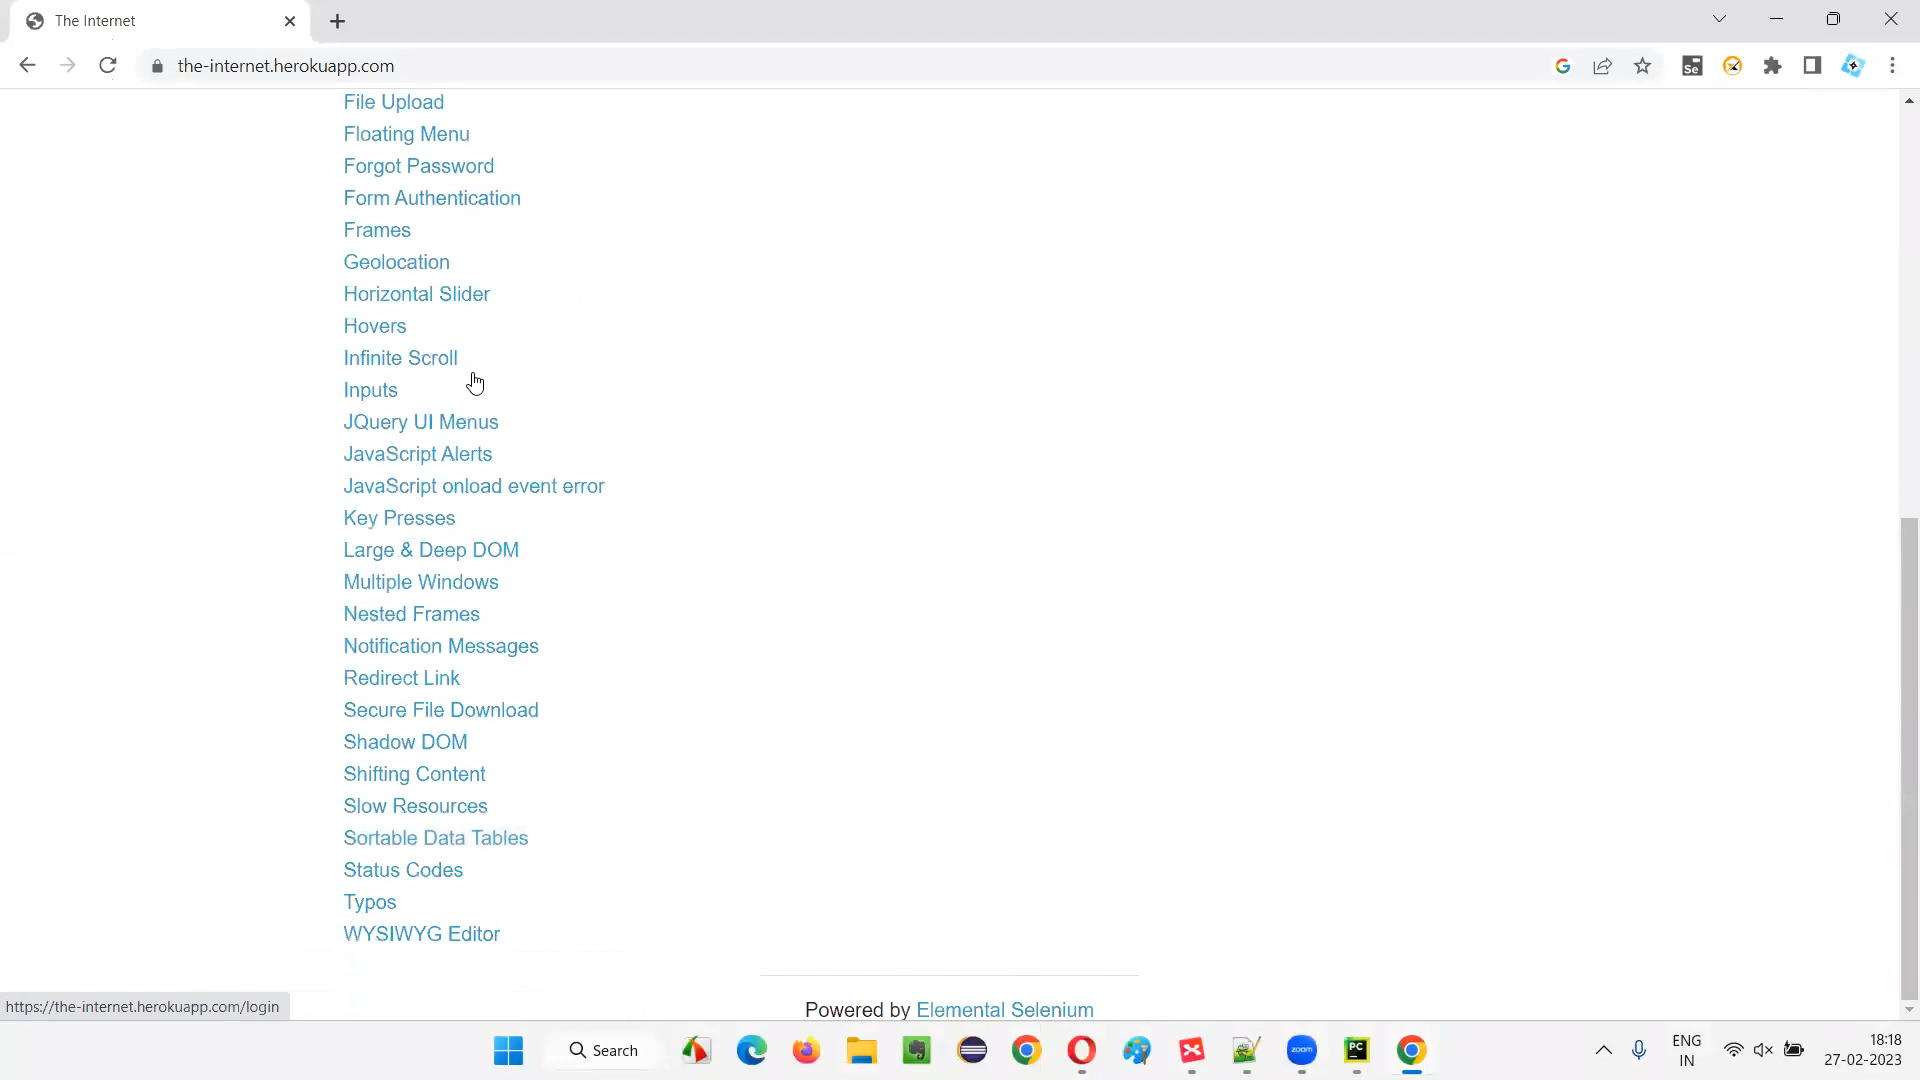 The Internet
the-internet.herokuapp.com
Se
File Upload
Floating Menu
Forgot Password
Form Authentication
Frames
Geolocation
Horizontal Slider
Hovers
Infinite Scroll
Inputs
JQuery UI Menus
JavaScript Alerts
JavaScript onload event error
Key Presses
Large & Deep DOM
Multiple Windows
Nested Frames
Notification Messages
Redirect Link
Secure File Download
Shadow DOM
Shifting Content
Slow Resources
Sortable Data Tables
Status Codes
Typos
WYSIWYG Editor
Powered by Elemental Selenium
https://the-internet.herokuapp.com/login
Search
zoom
PC
ENG
IN
18:18
27-02-2023